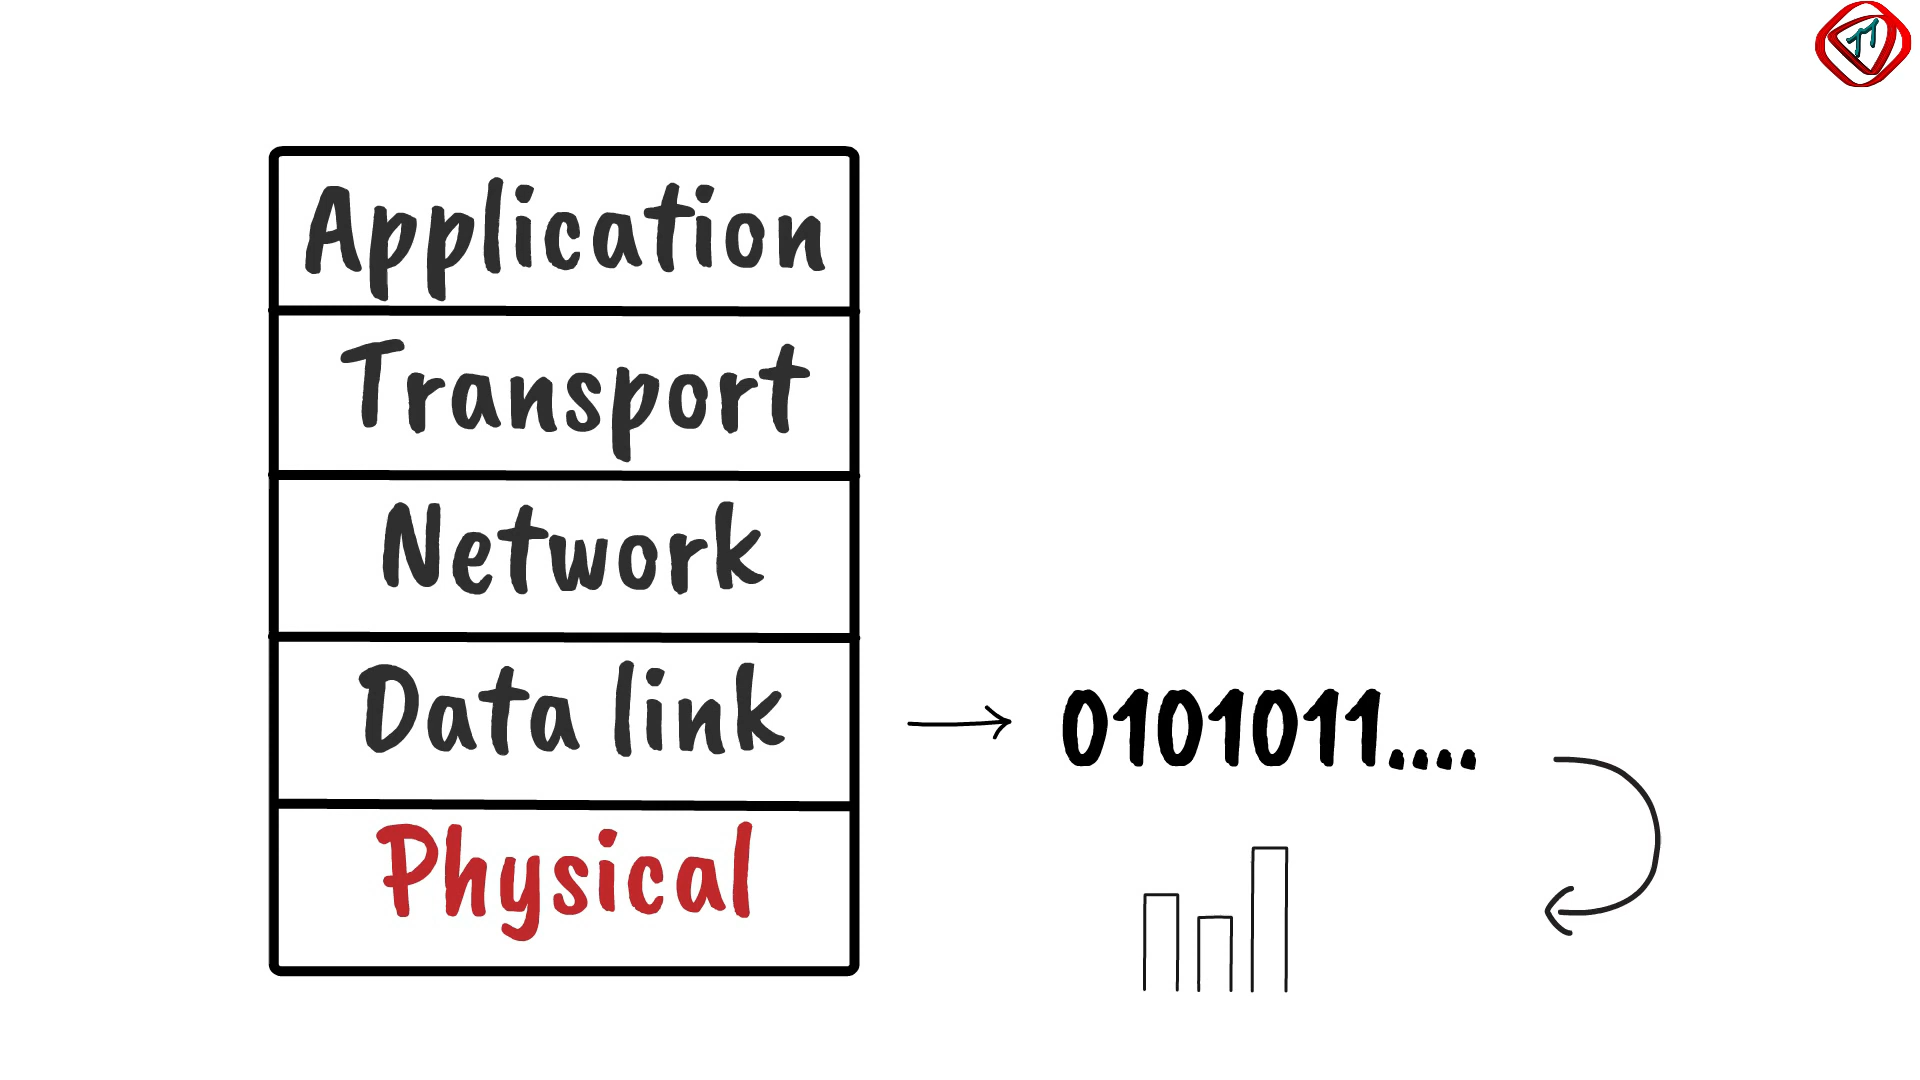 Application
Transport
Network
Data link
0101011....
Physical